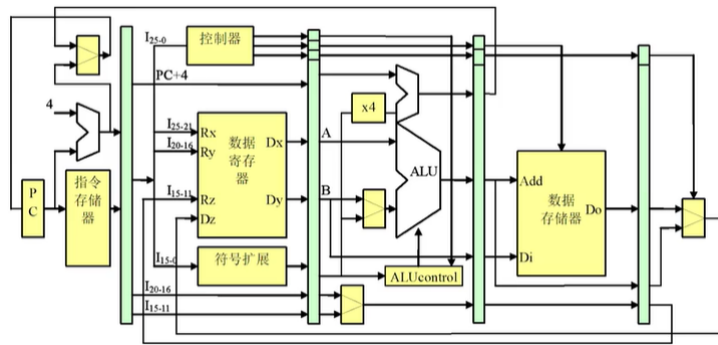 I25-0
控制器
PC+4
4
x4
I25-21
Rx
数据
寄存
器
Dx
A
I20-16
Ry
ALU
P
C
指令
存储
器
I15-11
Rz
Dy
B
Add
数据
存储器
Do
Dz
Di
I15-0
符号扩展
ALUcontrol
I20-16
I15-11